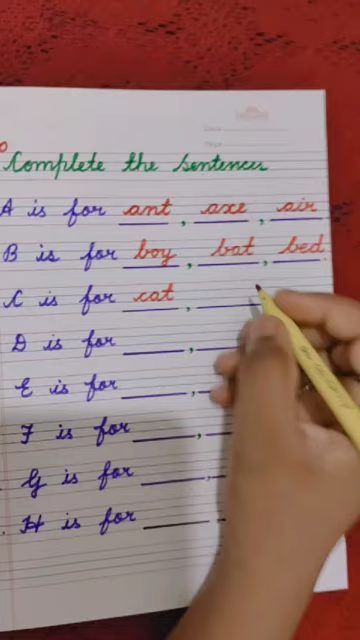 Complete the sentences
A is for ant, axe, air
B is for boy, bat, bed
C is for cat,
D is for ,
E is for ,
F is for ,
G is for ,
H is for ,